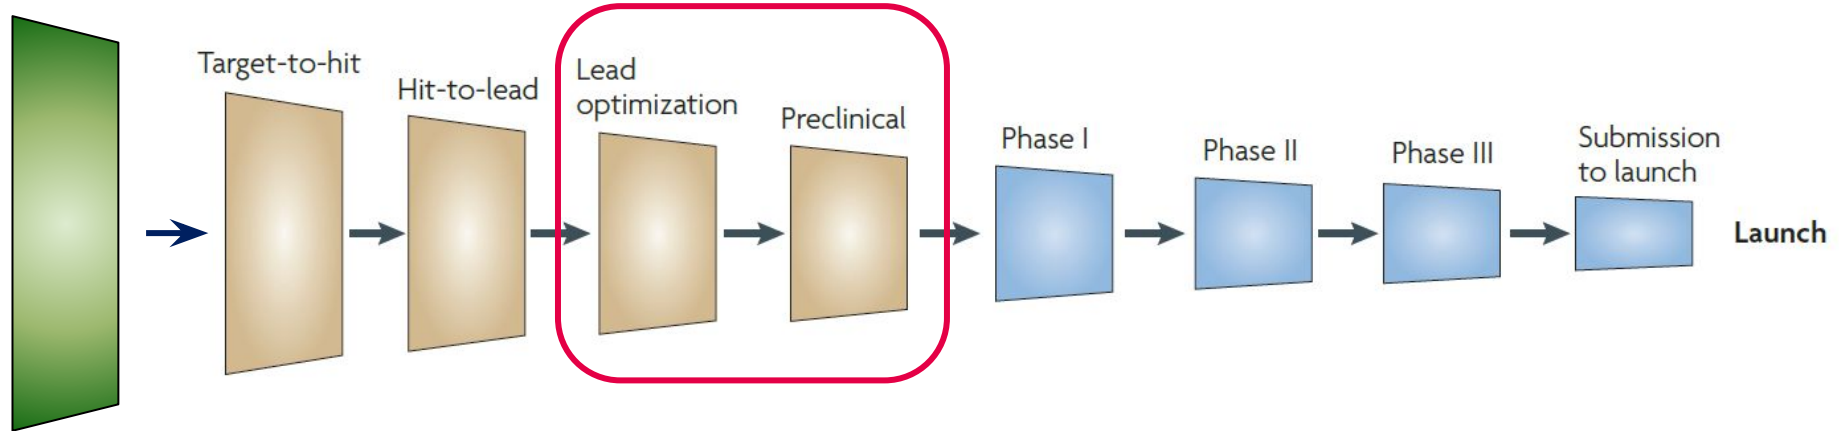 Target-to-hit
Hit-to-lead
Lead
optimization
Preclinical
Phase I
Phase II
Phase III
Submission
to launch
Launch